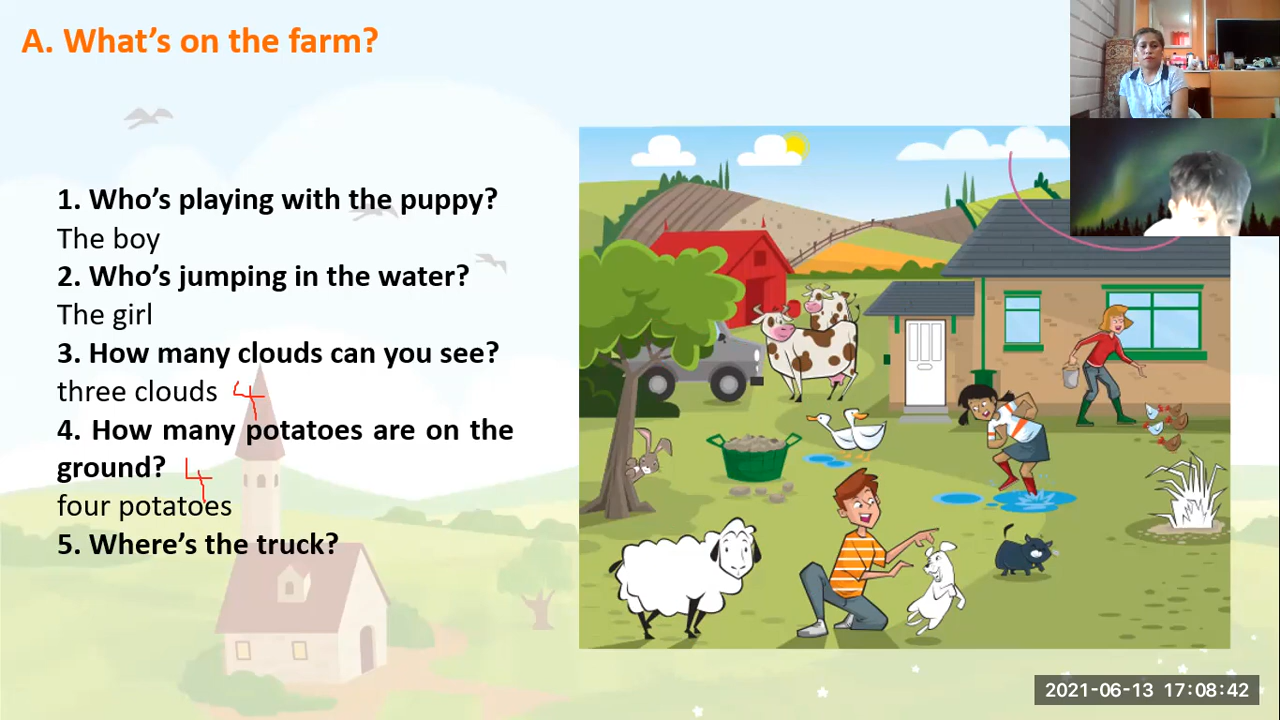 A. What's on the farm?
1. Who's playing with the puppy?
The boy
2. Who's jumping in the water?
The girl
3. How many clouds can you see?
three clouds 4
4. How many potatoes are on the
ground? 4
four potatoes
5. Where's the truck?
2021-06-13 17:08:42